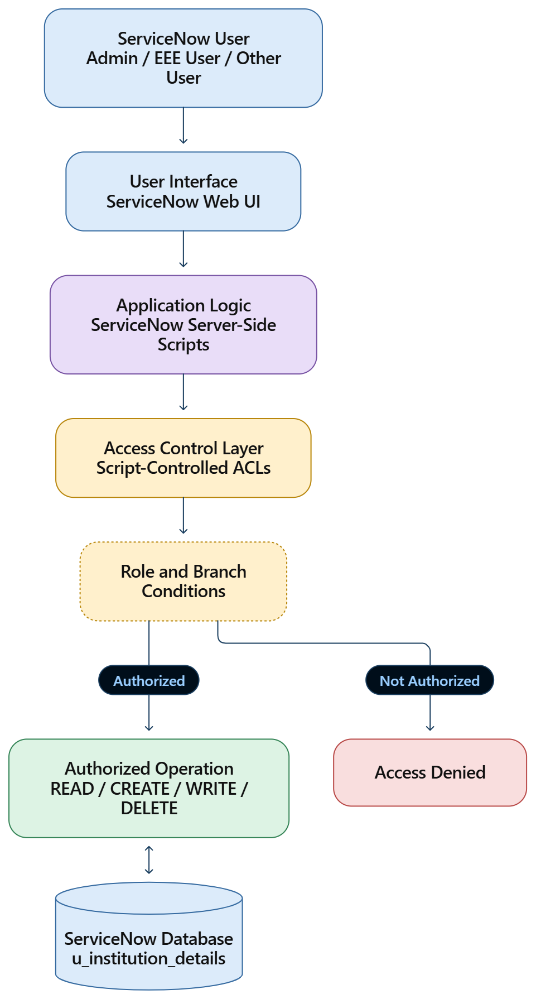 ServiceNow User
Admin / EEE User / Other
User
User Interface
ServiceNow Web UI
Application Logic
ServiceNow Server-Side
Scripts
Access Control Layer
Script-Controlled ACLs
Role and Branch
Conditions
Authorized
Not Authorized
Authorized Operation
READ / CREATE / WRITE /
DELETE
Access Denied
ServiceNow Database
u_institution_details